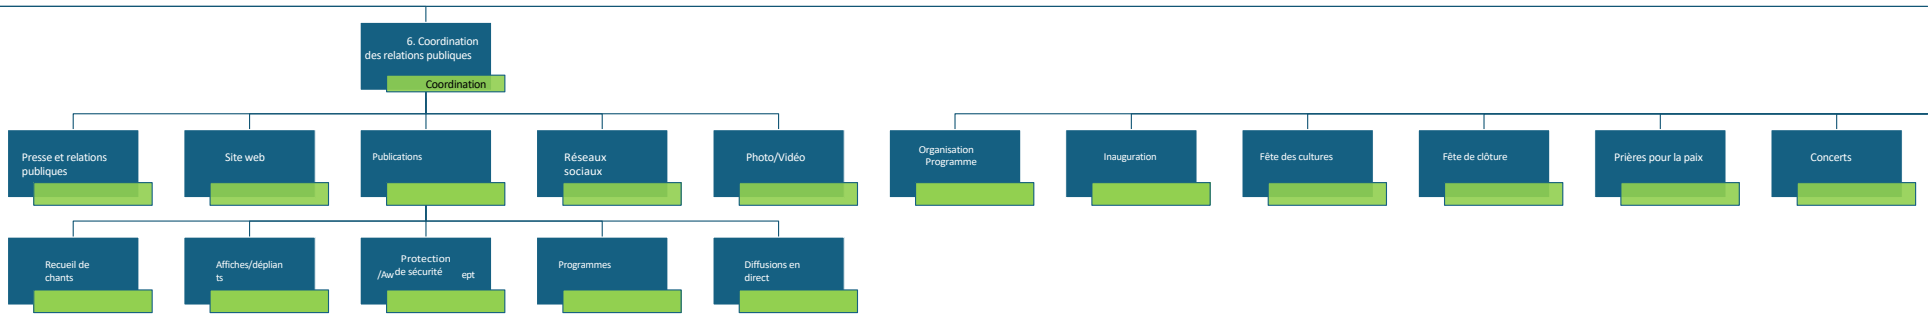 6. Coordination
des relations publiques
Coordination
Presse et relations
publiques
Site web
Publications
Réseaux
sociaux
Photo/Vidéo
Organisation
Programme
Inauguration
Fête des cultures
Fête de clôture
Prières pour la paix
Concerts
Recueil de
chants
Affiches/déplian
ts
Protection
/Aw de sécurité ept
Programmes
Diffusions en
direct